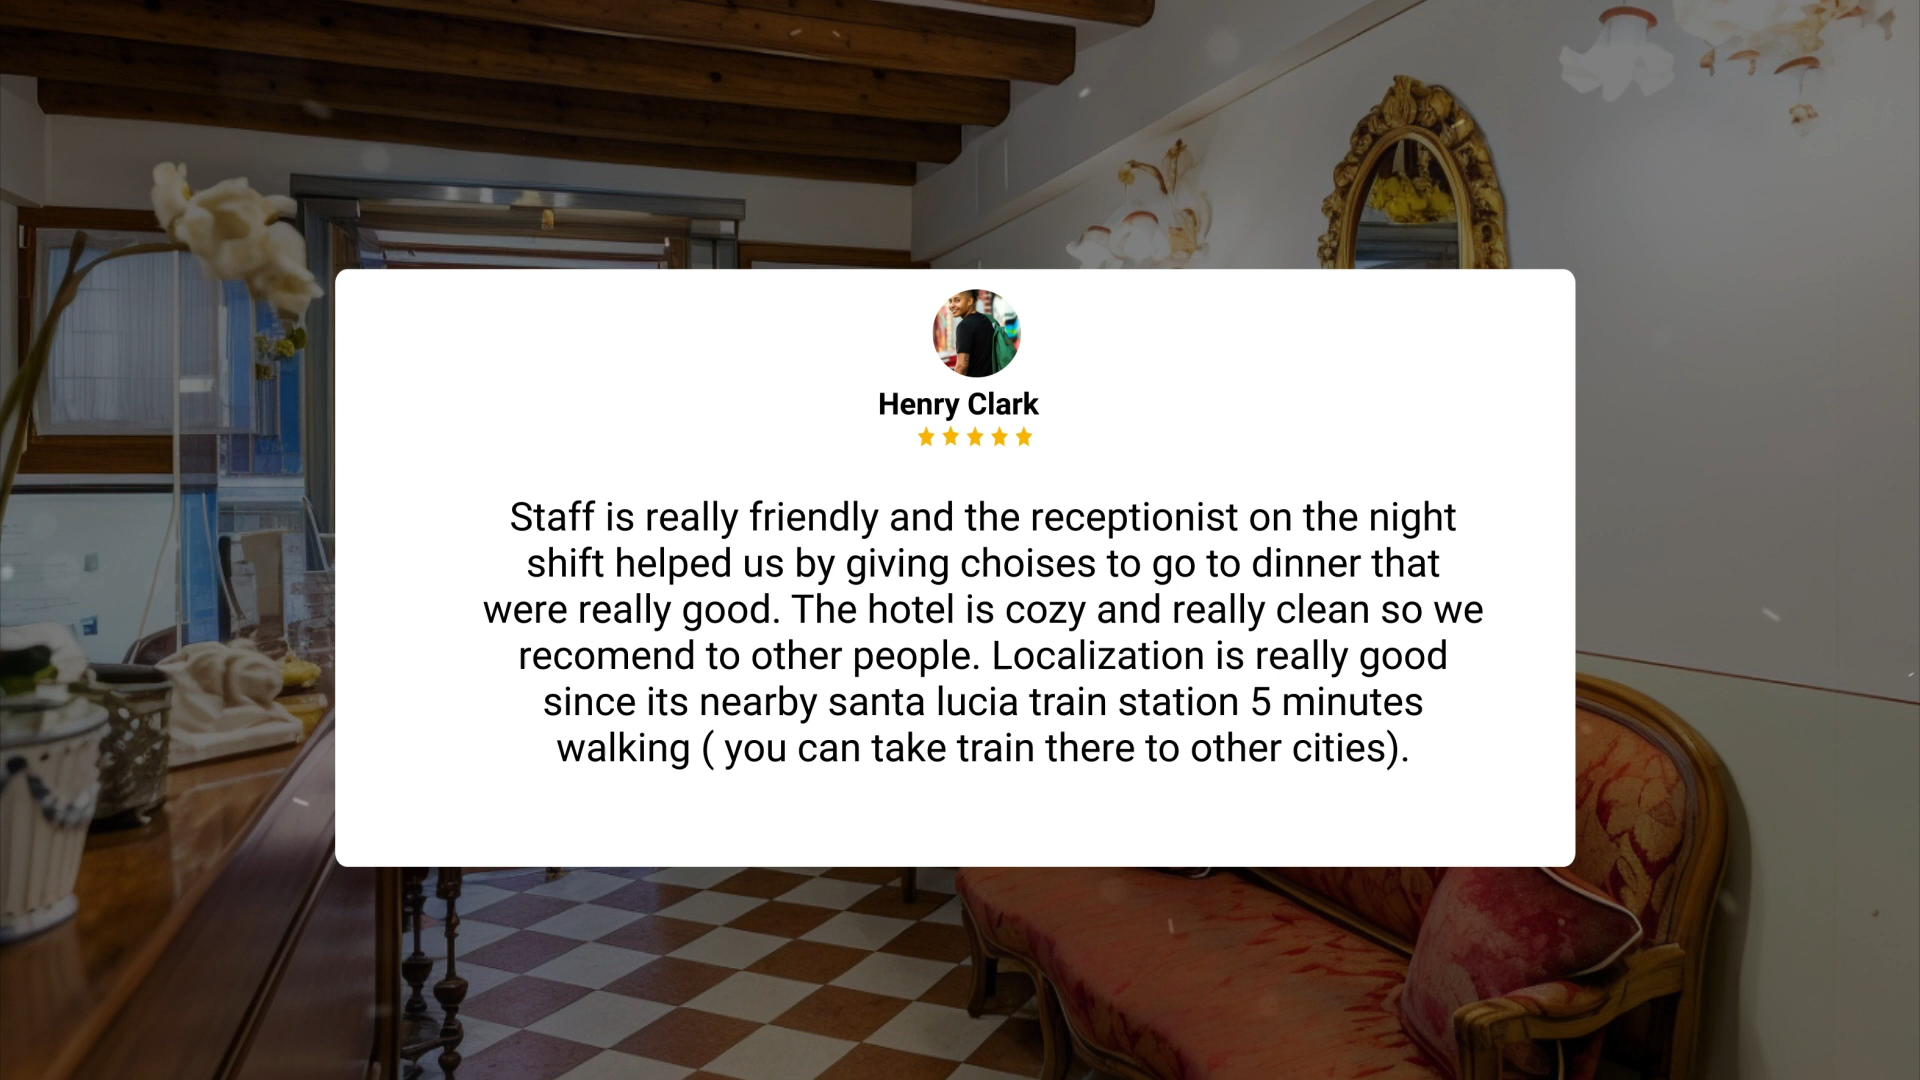 Henry Clark
Staff is really friendly and the receptionist on the night
shift helped us by giving choises to go to dinner that
were really good. The hotel is cozy and really clean so we
recomend to other people. Localization is really good
since its nearby santa lucia train station 5 minutes
walking ( you can take train there to other cities).